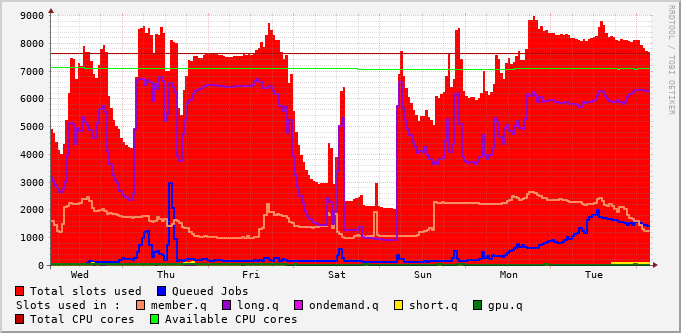 RRDTOOL / TOBI OETIKER
9000
8000
7000
6000
5000
4000
3000
2000
1000
0
Wed Thu Fri Sat Sun Mon Tue
Total slots used Queued Jobs
Slots used in : member.q long.q ondemand.q short.q gpu.q
Total CPU cores Available CPU cores